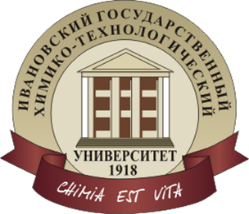 ИВАНОВСКИЙ ГОСУДАРСТВЕННЫЙ
ХИМИКО-ТЕХНОЛОГИЧЕСКИЙ
УНИВЕРСИТЕТ
1918
CHIMIA EST VITA